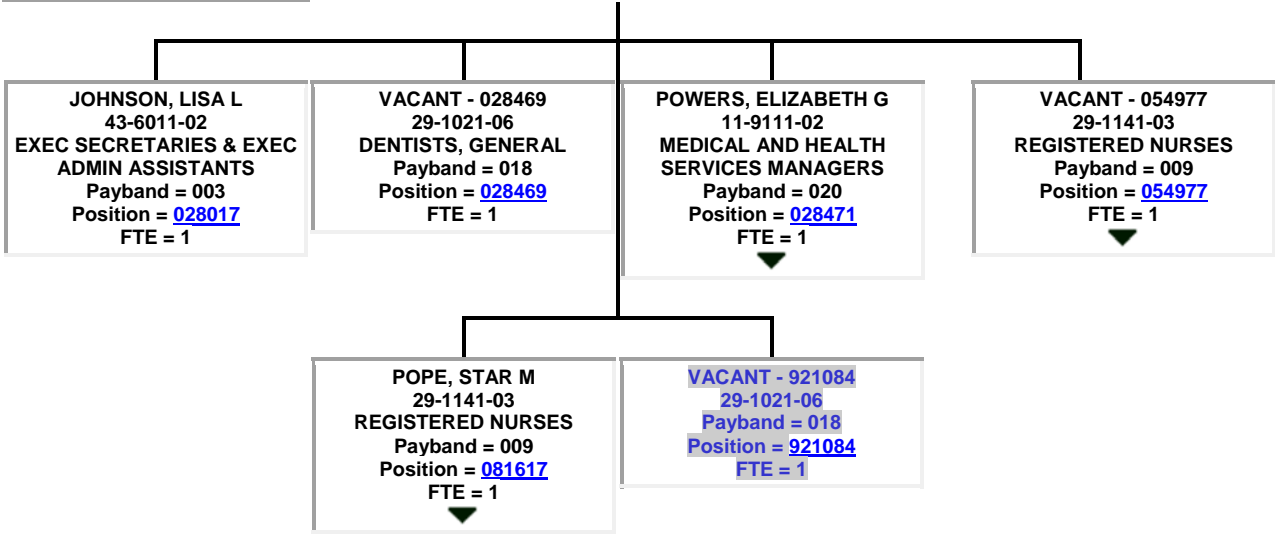 JOHNSON, LISA L
43-6011-02
EXEC SECRETARIES & EXEC
ADMIN ASSISTANTS
Payband = 003
Position = 028017
FTE = 1
VACANT - 028469
29-1021-06
DENTISTS, GENERAL
Payband = 018
Position = 028469
FTE = 1
POWERS, ELIZABETH G
11-9111-02
MEDICAL AND HEALTH
SERVICES MANAGERS
Payband = 020
Position = 028471
FTE = 1
VACANT - 054977
29-1141-03
REGISTERED NURSES
Payband = 009
Position = 054977
FTE = 1
POPE, STAR M
29-1141-03
REGISTERED NURSES
Payband = 009
Position = 081617
FTE = 1
VACANT - 921084
29-1021-06
Payband = 018
Position = 921084
FTE = 1